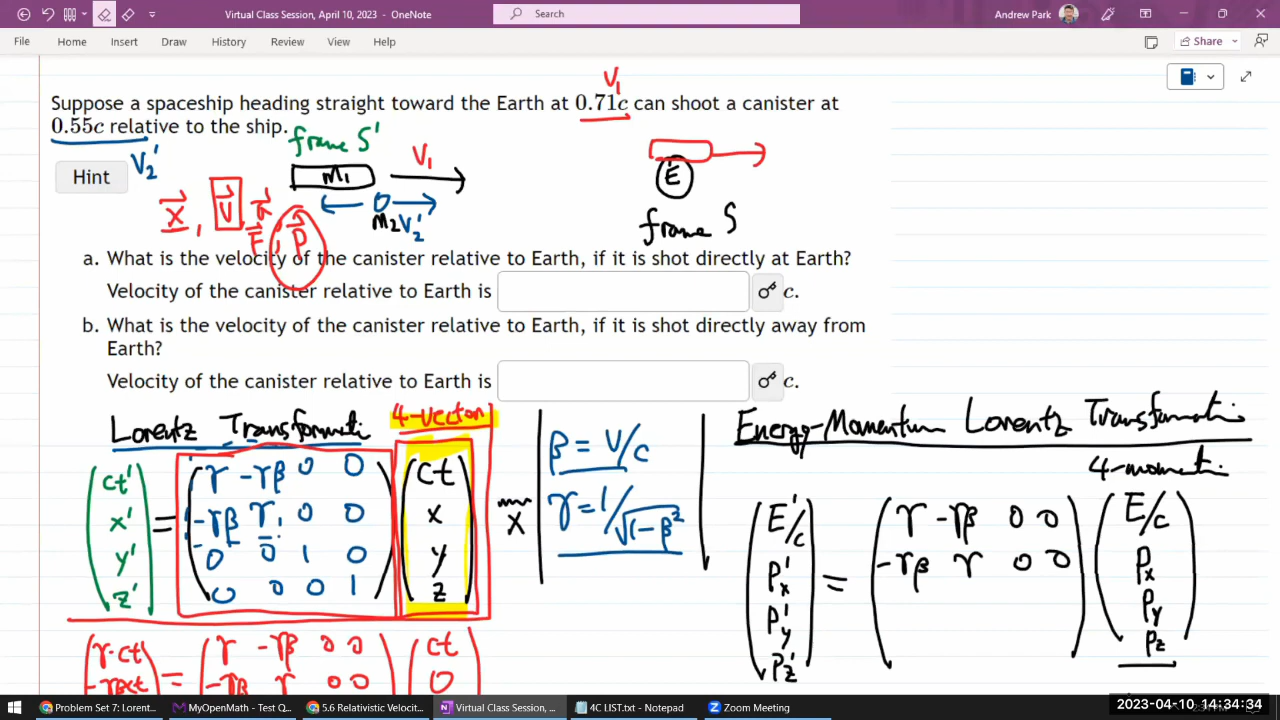 Virtual Class Session, April 10, 2023 - OneNote
Search
Andrew Park
File Home Insert Draw History Review View Help
Share
V₁
Suppose a spaceship heading straight toward the Earth at 0.71c can shoot a canister at
0.55c relative to the ship.
frame S'
V₂'
Hint
M₁
V₁
E
M₂
V₂'
frame S
a. What is the velocity of the canister relative to Earth, if it is shot directly at Earth?
Velocity of the canister relative to Earth is
c.
b. What is the velocity of the canister relative to Earth, if it is shot directly away from
Earth?
Velocity of the canister relative to Earth is
c.
Lorentz Transformati
4-vector
Energy-Momentum Lorentz Transformation
4-momenti
ct'
x'
y'
z'
=
γ -γβ 0 0
-γβ γ 0 0
0 0 1 0
0 0 0 1
ct
x
y
z
X
β = V/c
γ = 1/√1-β²
E'/c
Px'
Py'
Pz'
=
γ -γβ 0 0
-γβ γ 0 0
E/c
Px
Py
Pz
γ·ct
-γβct
=
γ -γβ 0 0
-γβ γ 0 0
ct
0
Problem Set 7: Lorent...
MyOpenMath - Test Q...
5.6 Relativistic Velocit...
Virtual Class Session, ...
4C LIST.txt - Notepad
Zoom Meeting
2023-04-10 14:34:34